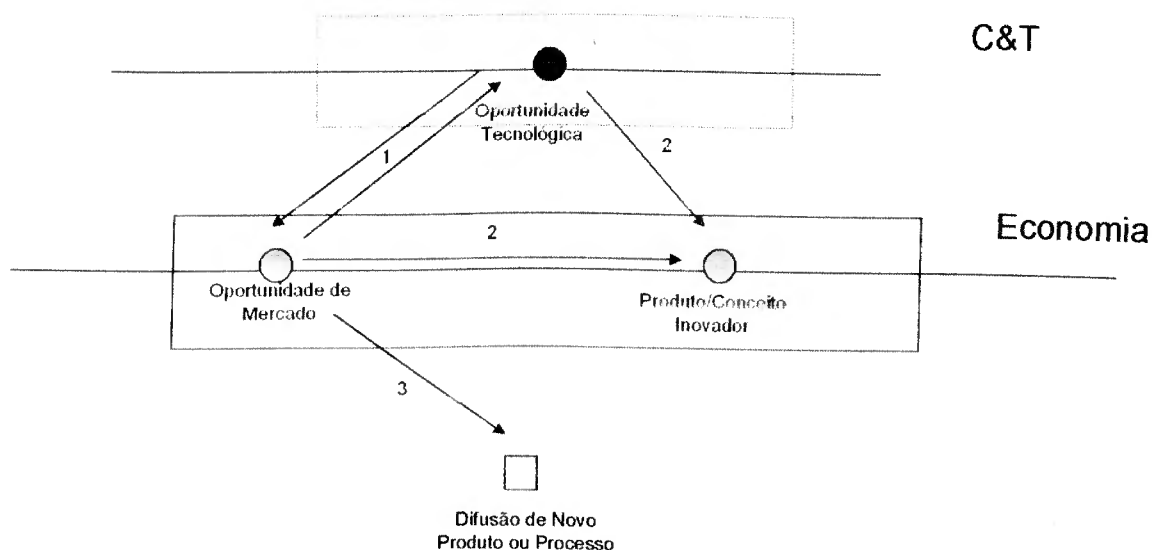 C&T
Oportunidade
Tecnológica
1
2
Economia
2
Oportunidade de
Mercado
Produto/Conceito
Inovador
3
Difusão de Novo
Produto ou Processo